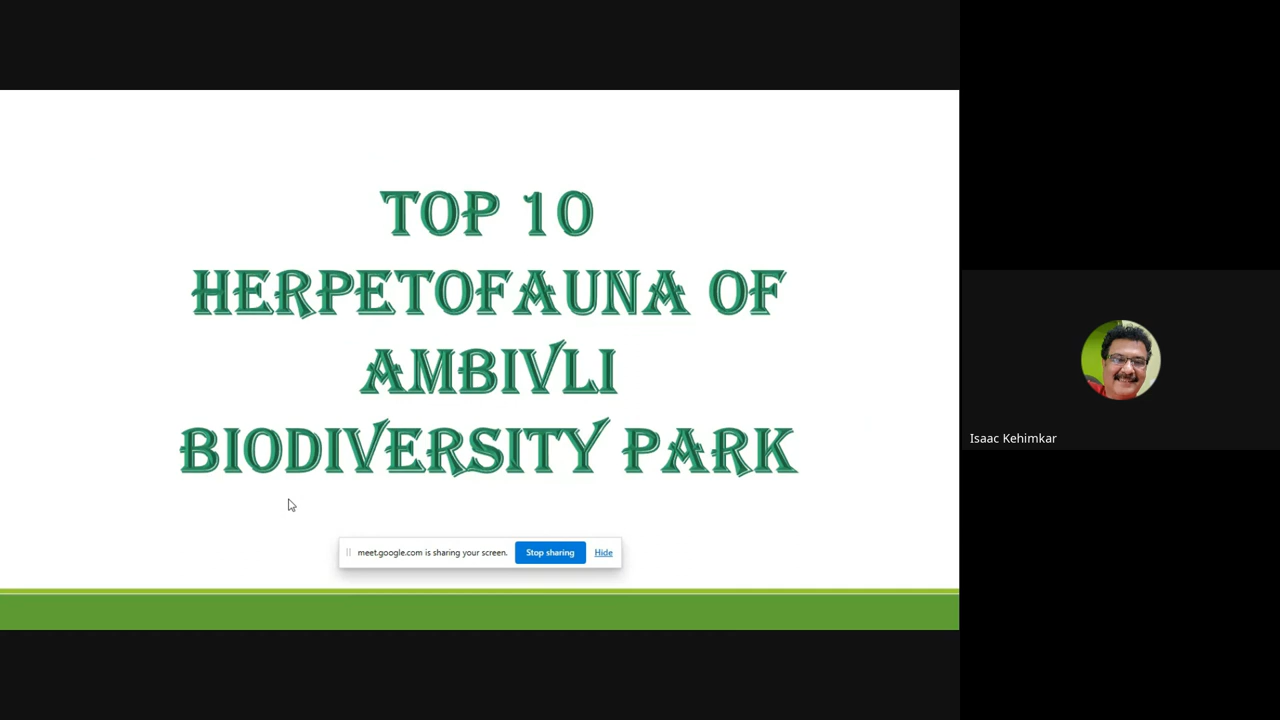 TOP 10
HERPETOFAUNA OF
AMBIVLI
BIODIVERSITY PARK
meet.google.com is sharing your screen. Stop sharing Hide
Isaac Kehimkar